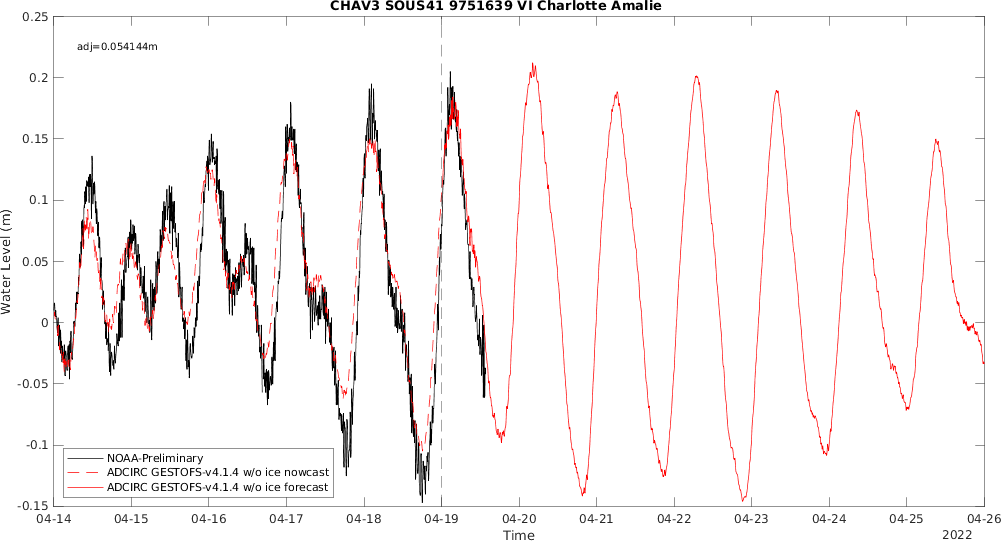 CHAV3 SOUS41 9751639 VI Charlotte Amalie
0.25
adj=0.054144m
0.2
0.15
0.1
0.05
0
-0.05
-0.1
-0.15
Water Level (m)
NOAA-Preliminary
ADCIRC GESTOFS-v4.1.4 w/o ice nowcast
ADCIRC GESTOFS-v4.1.4 w/o ice forecast
04-14 04-15 04-16 04-17 04-18 04-19 04-20 04-21 04-22 04-23 04-24 04-25 04-26
Time
2022